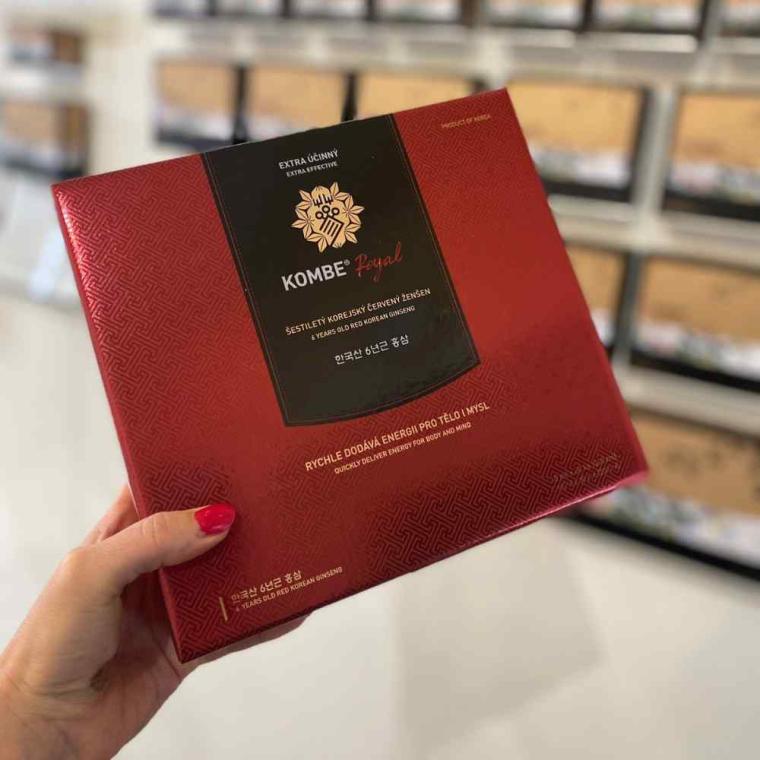 PRODUCT OF KOREA
EXTRA ÚČINNÝ
EXTRA EFFECTIVE
KOMBE® Royal
ŠESTILETÝ KOREJSKÝ ČERVENÝ ŽENŠEN
6 YEARS OLD RED KOREAN GINSENG
한국산 6년근 홍삼
RYCHLE DODÁVÁ ENERGII PRO TĚLO I MYSL
QUICKLY DELIVER ENERGY FOR BODY AND MIND
한국산 6년근 홍삼
6 YEARS OLD RED KOREAN GINSENG